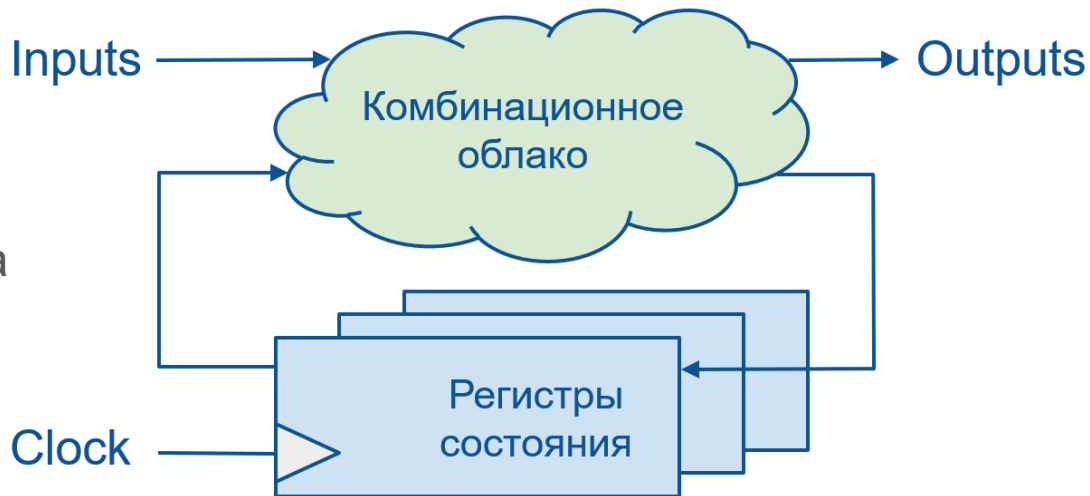 Inputs
Outputs
Комбинационное
облако
а
Регистры
состояния
Clock